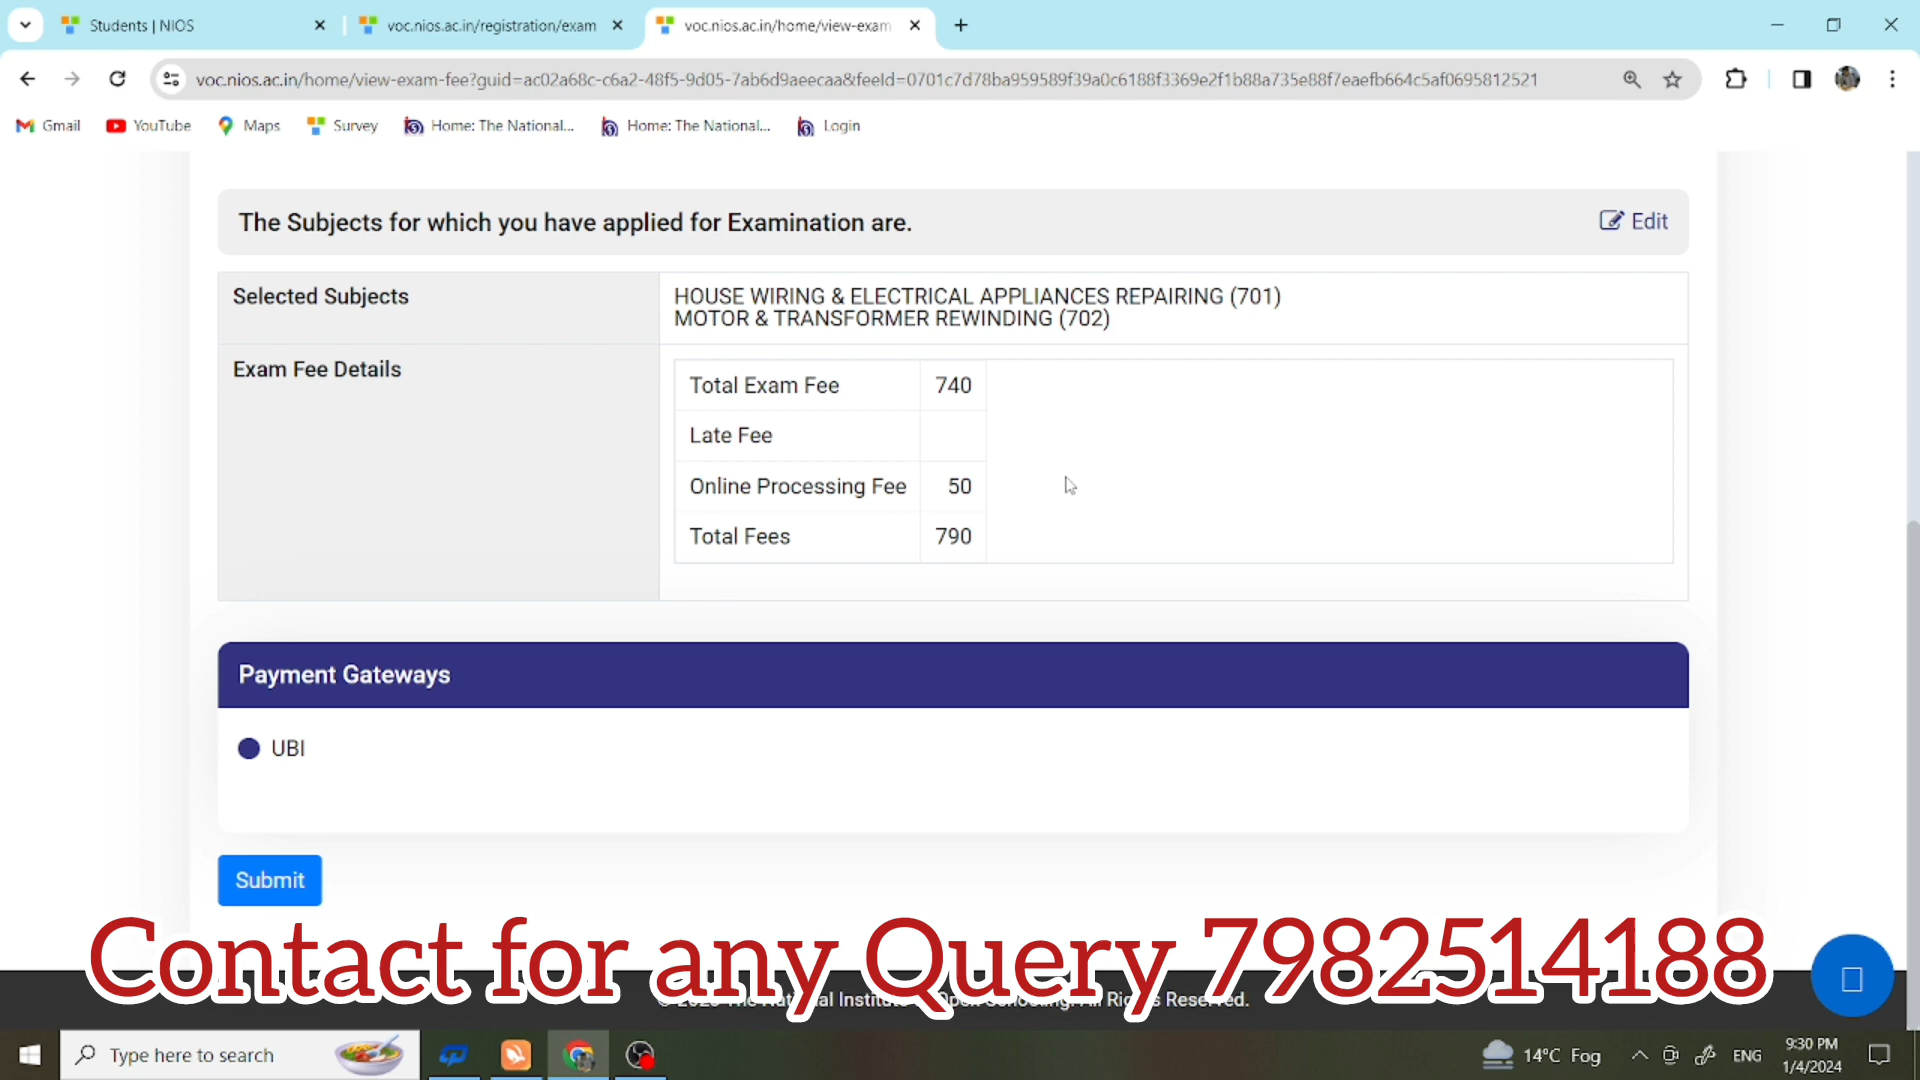 Students | NIOS
voc.nios.ac.in/registration/exam
voc.nios.ac.in/home/view-exam
voc.nios.ac.in/home/view-exam-fee?guid=ac02a68c-c6a2-48f5-9d05-7ab6d9aeecaa&feeId=0701c7d78ba959589f39a0c6188f3369e2f1b88a735e88f7eaefb664c5af0695812521
Gmail YouTube Maps Survey Home: The National... Home: The National... Login
The Subjects for which you have applied for Examination are.
Edit
Selected Subjects
HOUSE WIRING & ELECTRICAL APPLIANCES REPAIRING (701)
MOTOR & TRANSFORMER REWINDING (702)
Exam Fee Details
Total Exam Fee 740
Late Fee
Online Processing Fee 50
Total Fees 790
Payment Gateways
UBI
Submit
Contact for any Query 7982514188
Rights Reserved.
Type here to search
14°C Fog
ENG
9:30 PM
1/4/2024